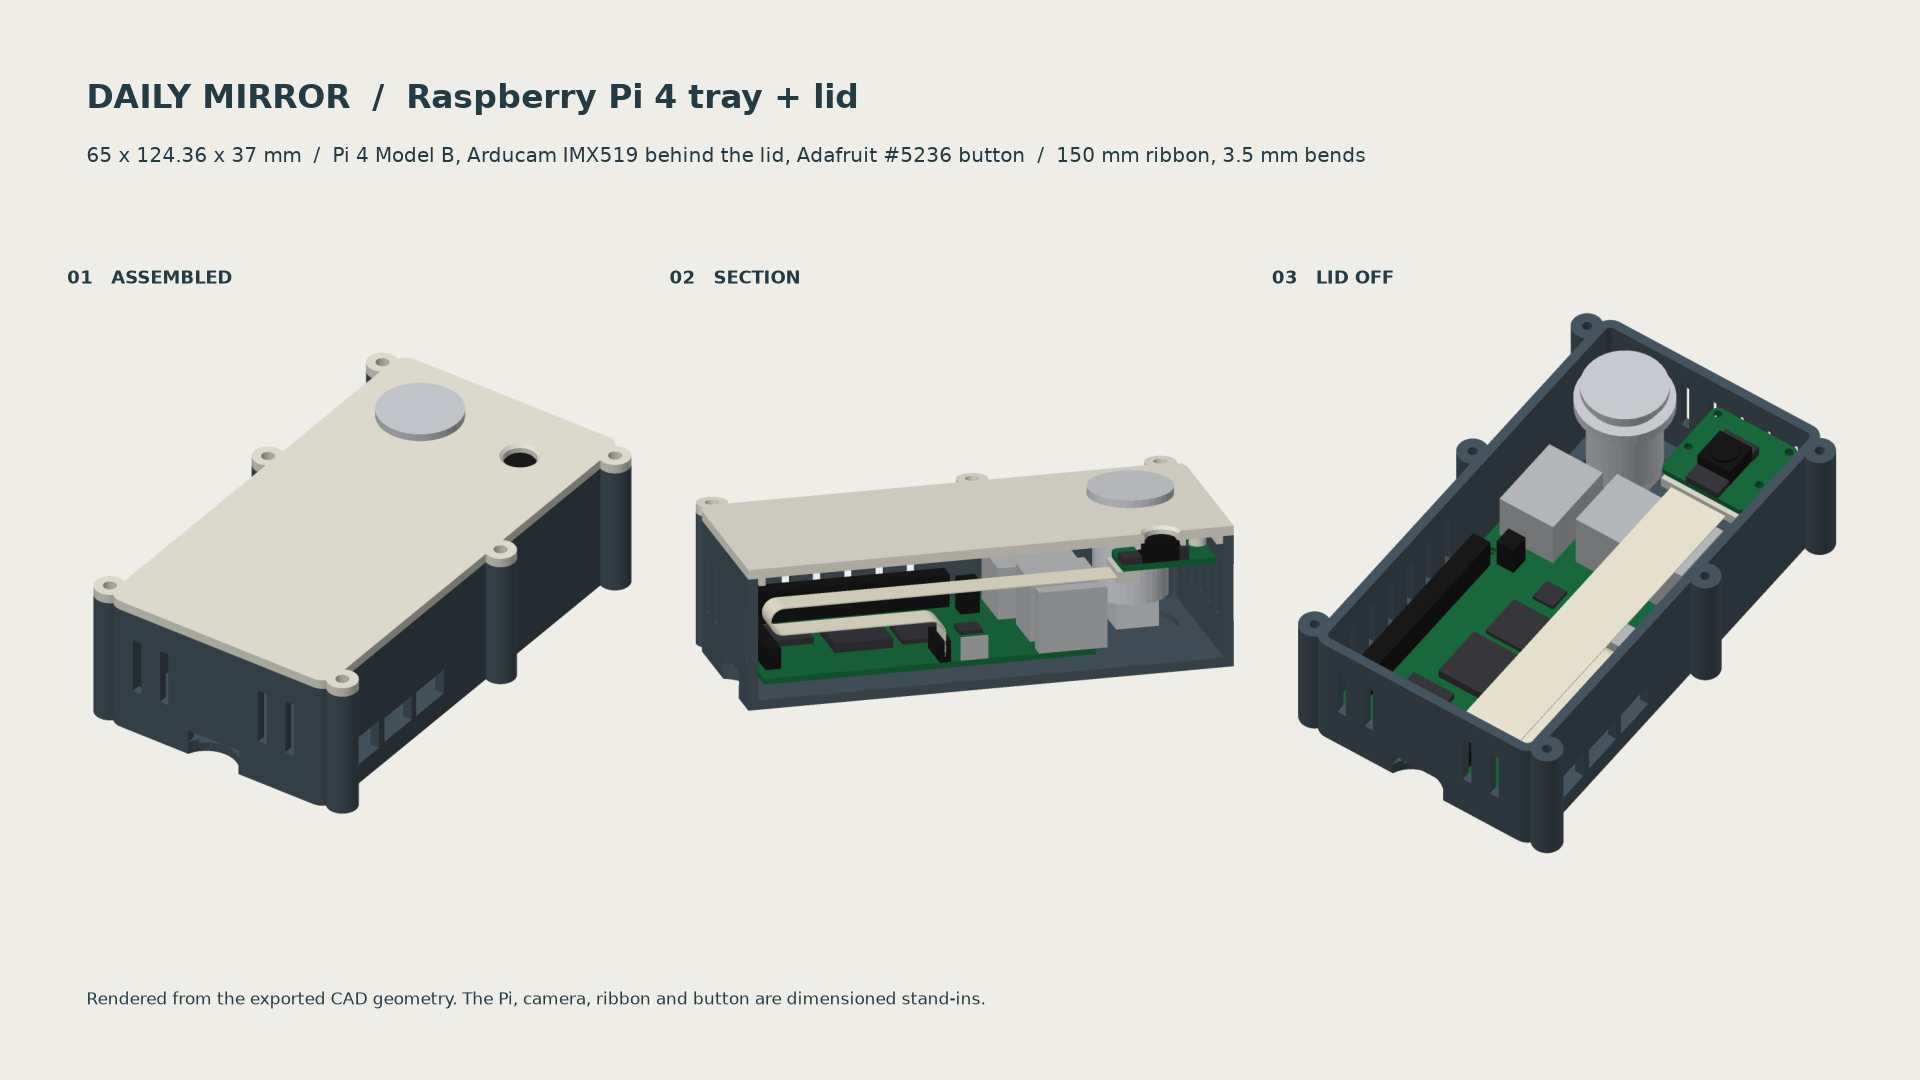 DAILY MIRROR / Raspberry Pi 4 tray + lid
65 x 124.36 x 37 mm / Pi 4 Model B, Arducam IMX519 behind the lid, Adafruit #5236 button / 150 mm ribbon, 3.5 mm bends
01 ASSEMBLED
02 SECTION
03 LID OFF
Rendered from the exported CAD geometry. The Pi, camera, ribbon and button are dimensioned stand-ins.